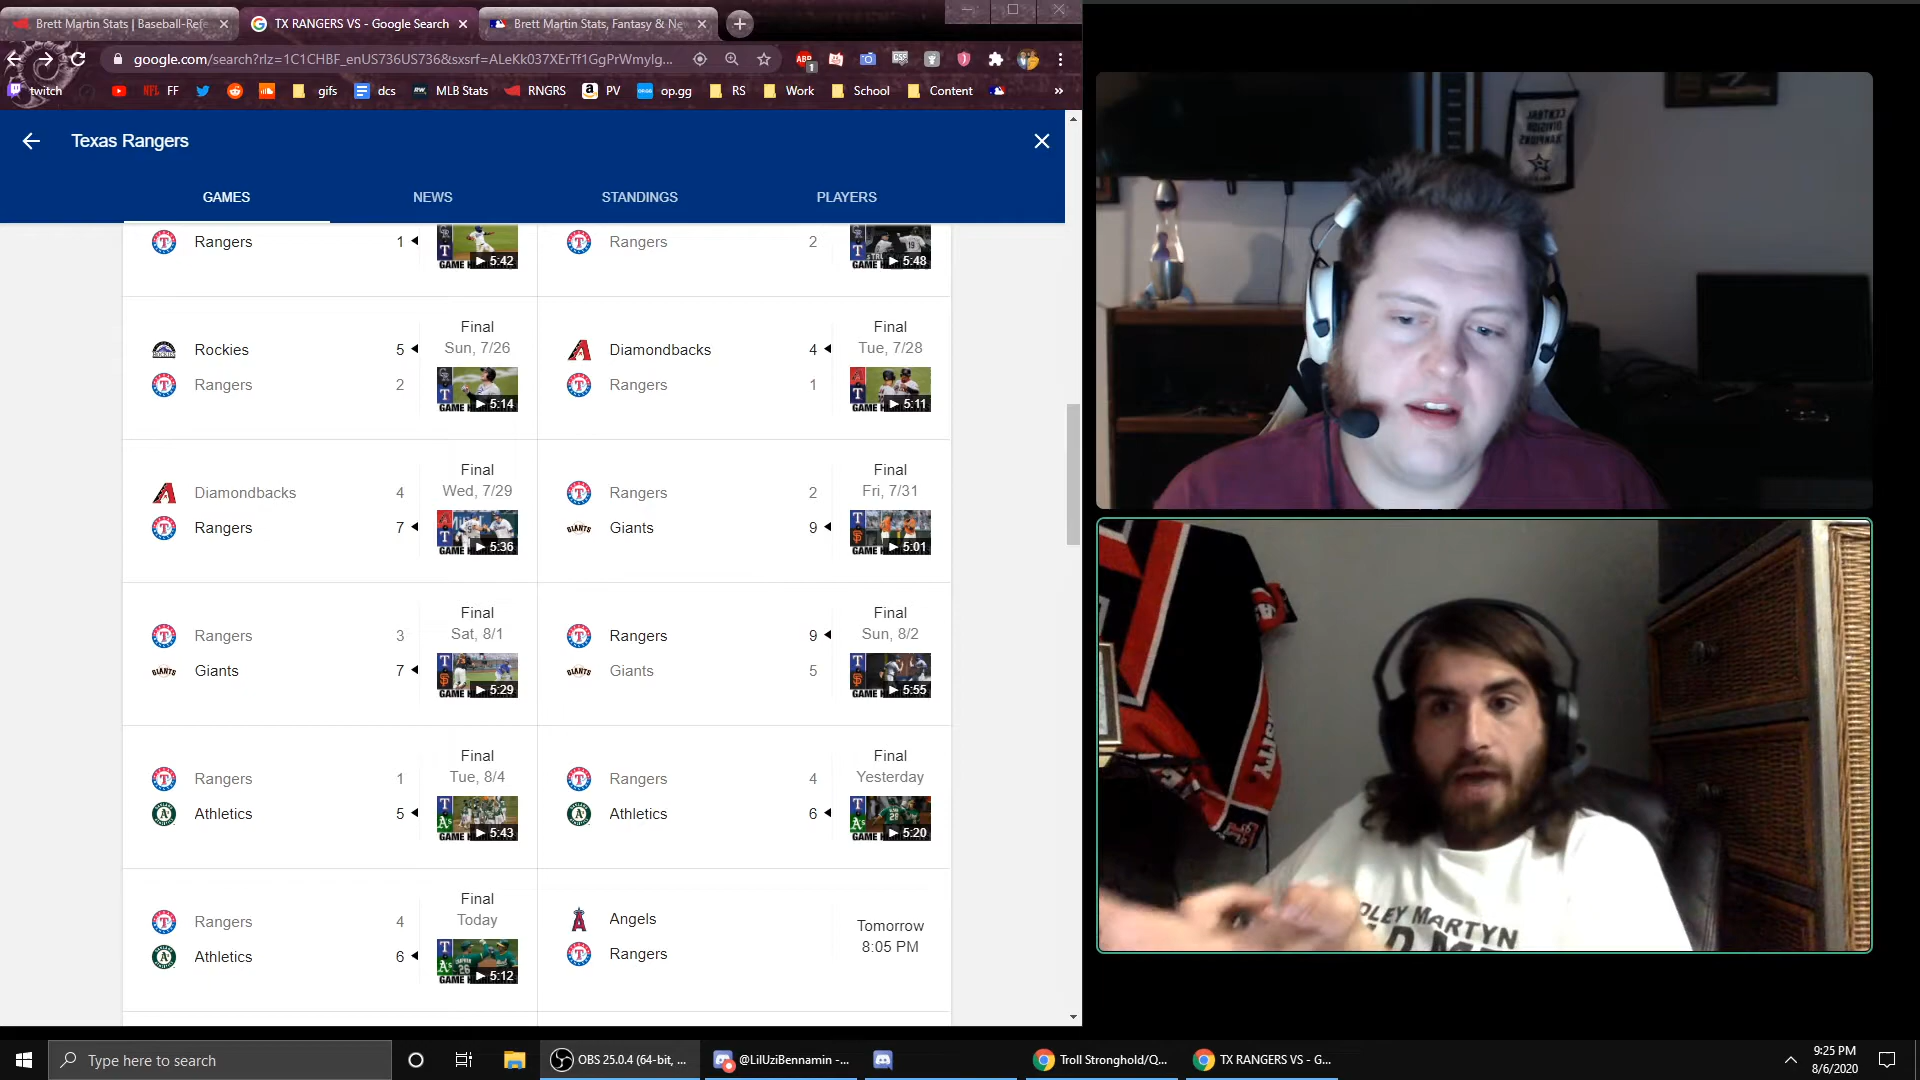 Brett Martin Stats | Baseball-Refe
TX RANGERS VS - Google Search
Brett Martin Stats, Fantasy & Ne
google.com/search?rlz=1C1CHBF_enUS736US736&sxsrf=ALeKk037XErTf1GgPrWmylg...
ABP
1
twitch
NFL FF
gifs
dcs
MLB Stats
RNGRS
PV
op.gg
RS
Work
School
Content
»
Texas Rangers
GAMES
NEWS
STANDINGS
PLAYERS
Rangers 1
5:42
Rangers 2
5:48
Final
Sun, 7/26
Rockies 5
Rangers 2
5:14
Final
Tue, 7/28
Diamondbacks 4
Rangers 1
5:11
Final
Wed, 7/29
Diamondbacks 4
Rangers 7
5:36
Final
Fri, 7/31
Rangers 2
Giants 9
5:01
Final
Sat, 8/1
Rangers 3
Giants 7
5:29
Final
Sun, 8/2
Rangers 9
Giants 5
5:55
Final
Tue, 8/4
Rangers 1
Athletics 5
5:43
Final
Yesterday
Rangers 4
Athletics 6
5:20
Final
Today
Rangers 4
Athletics 6
5:12
Angels
Rangers
Tomorrow
8:05 PM
CENTRAL
DIVISION
MARTYN
Type here to search
OBS 25.0.4 (64-bit, ...
@LilUziBennamin -...
Troll Stronghold/Q...
TX RANGERS VS - G...
9:25 PM
8/6/2020